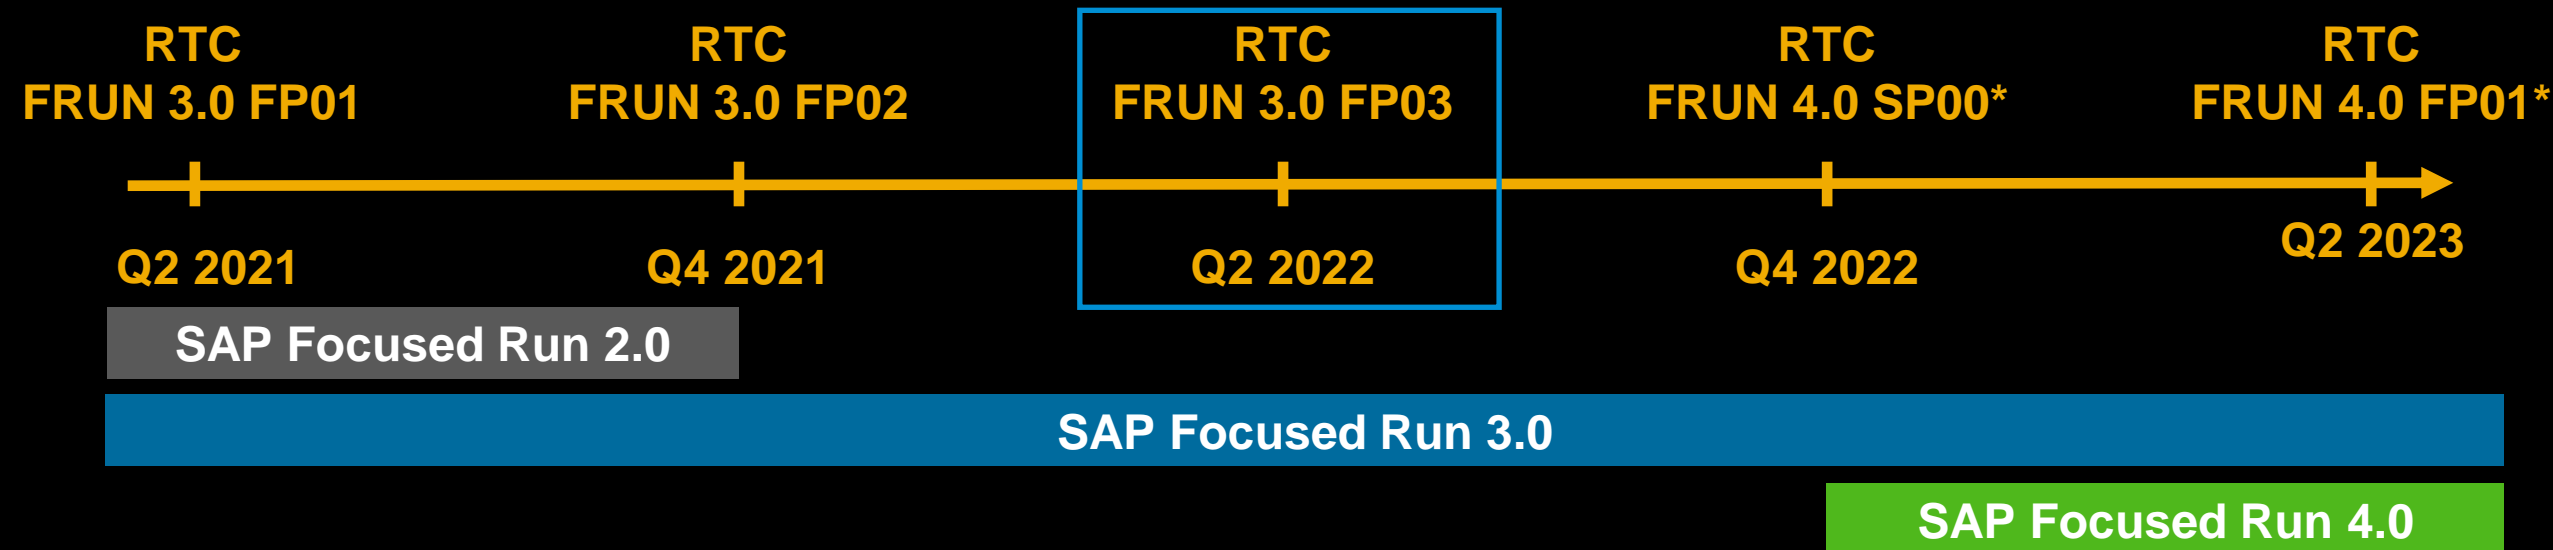 RTC
FRUN 3.0 FP01
RTC
FRUN 3.0 FP02
RTC
FRUN 3.0 FP03
RTC
FRUN 4.0 SP00*
RTC
FRUN 4.0 FP01*
Q2 2021
Q4 2021
Q2 2022
Q4 2022
Q2 2023
SAP Focused Run 2.0
SAP Focused Run 3.0
SAP Focused Run 4.0